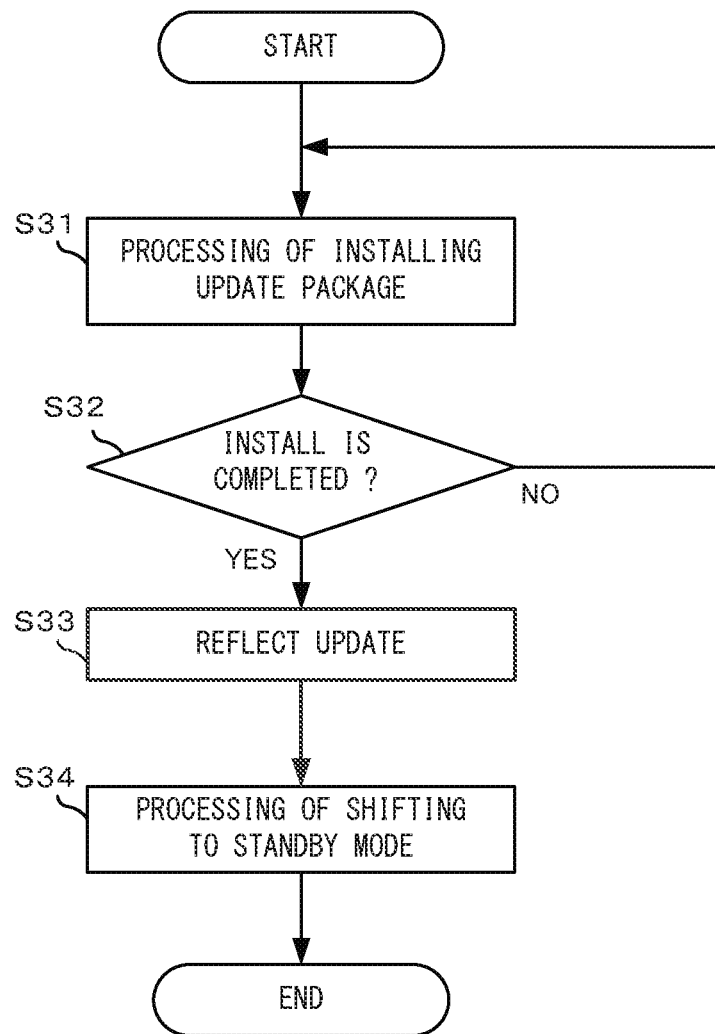 START
S31
PROCESSING OF INSTALLING
UPDATE PACKAGE
S32
INSTALL IS
COMPLETED ?
NO
YES
S33
REFLECT UPDATE
S34
PROCESSING OF SHIFTING
TO STANDBY MODE
END